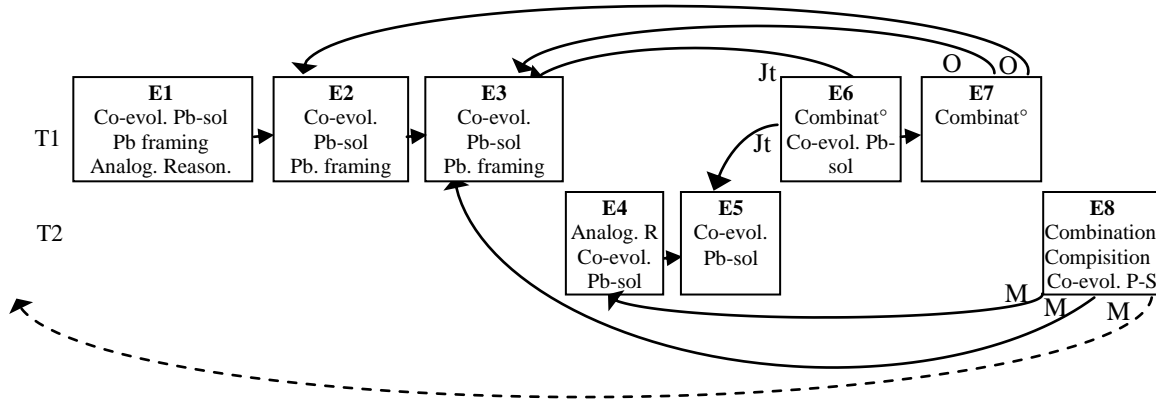 T1
E1
Co-evol. Pb-sol
Pb framing
Analog. Reason.
E2
Co-evol.
Pb-sol
Pb. framing
E3
Co-evol.
Pb-sol
Pb. framing
Jt
Jt
E6
Combinat°
Co-evol. Pb-
sol
O
O
E7
Combinat°
T2
E4
Analog. R
Co-evol.
Pb-sol
E5
Co-evol.
Pb-sol
E8
Combination
Compisition
Co-evol. P-S
M
M
M